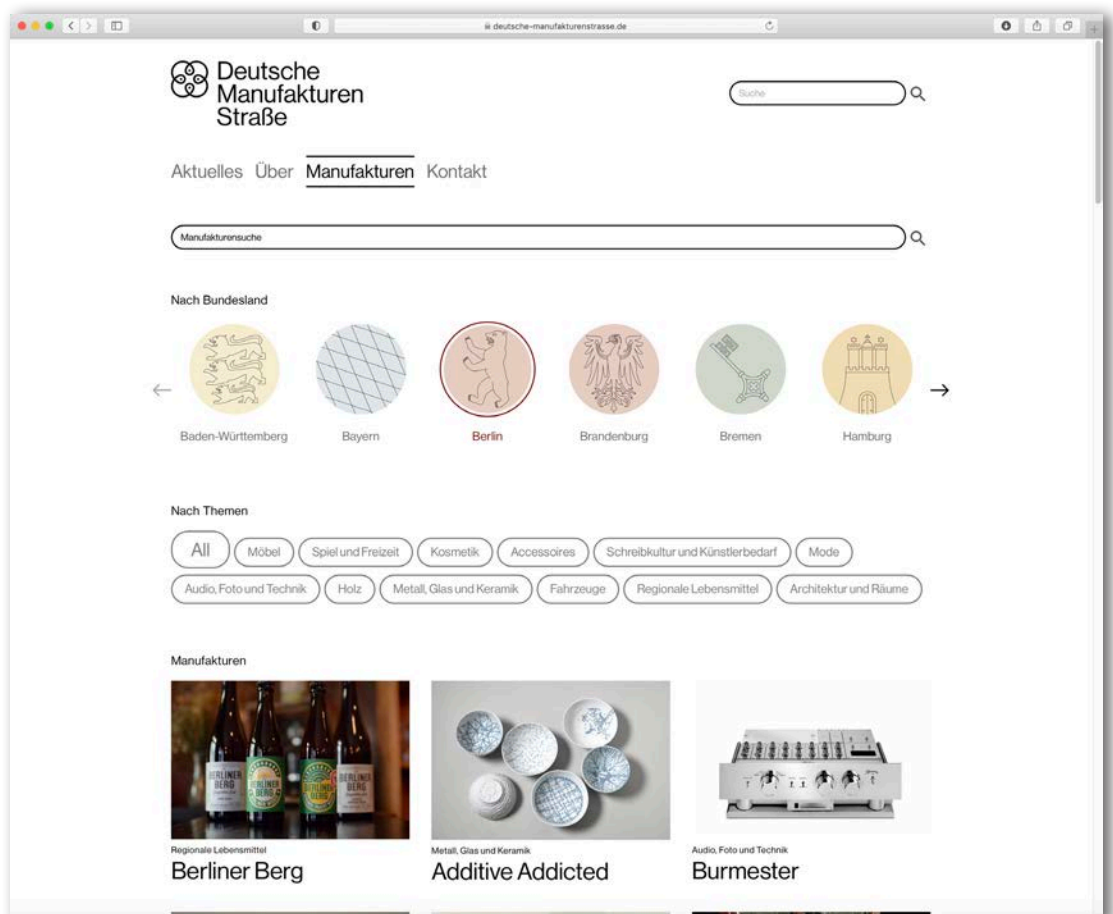 deutsche-manufakturenstrasse.de
Deutsche
Manufakturen
Straße
Suche
Aktuelles Über Manufakturen Kontakt
Manufakturensuche
Nach Bundesland
Baden-Württemberg Bayern Berlin Brandenburg Bremen Hamburg
Nach Themen
All Möbel Spiel und Freizeit Kosmetik Accessoires Schreibkultur und Künstlerbedarf Mode
Audio, Foto und Technik Holz Metall, Glas und Keramik Fahrzeuge Regionale Lebensmittel Architektur und Räume
Manufakturen
BERLINER BERG BERLINER BERG
Regionale Lebensmittel Metall, Glas und Keramik Audio, Foto und Technik
Berliner Berg Additive Addicted Burmester